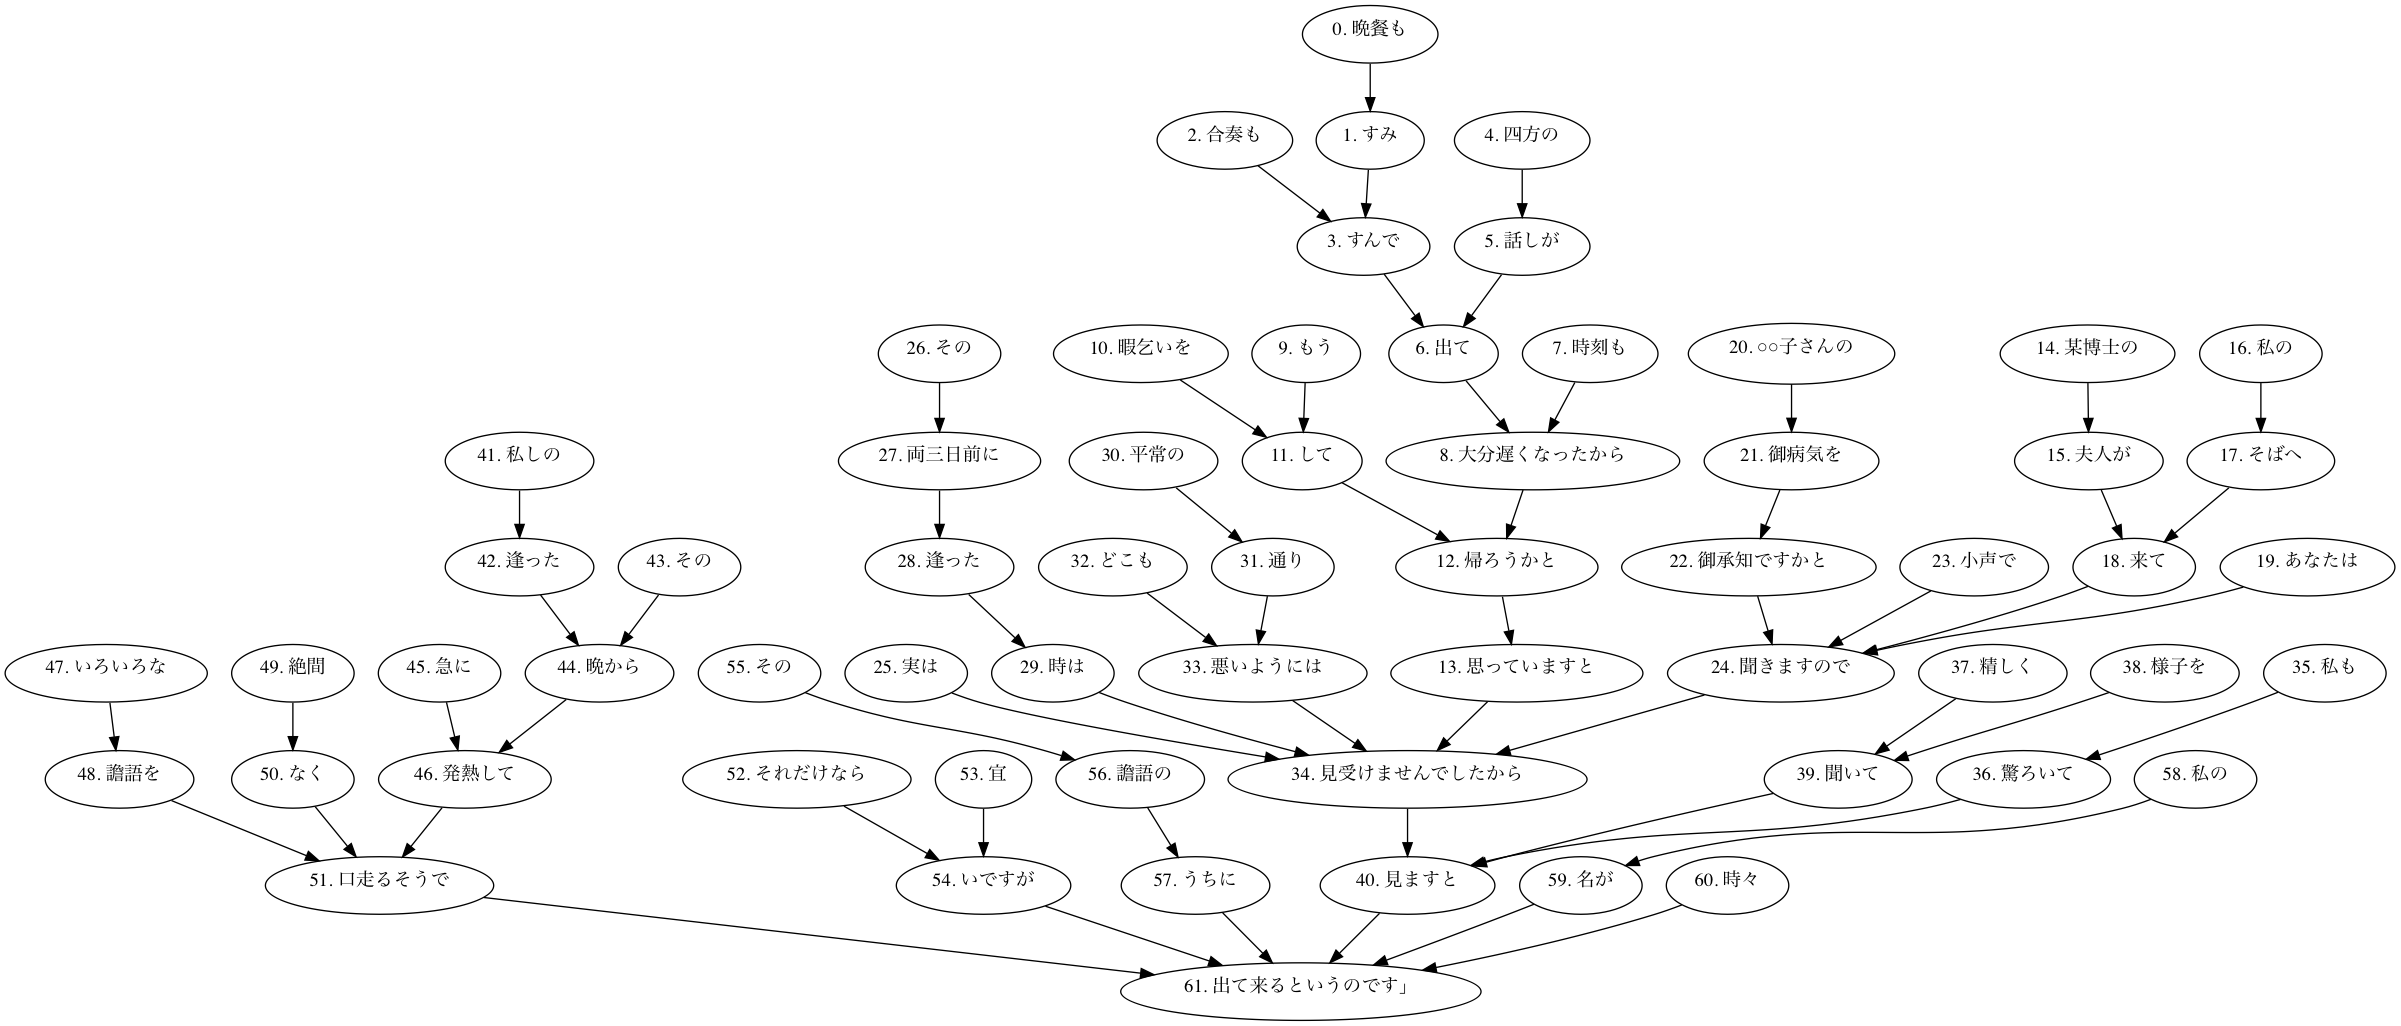 0. 晩餐も
2. 合奏も
1. すみ
4. 四方の
3. すんで
5. 話しが
26. その
10. 暇乞いを
9. もう
6. 出て
7. 時刻も
20. ○○子さんの
14. 某博士の
16. 私の
41. 私しの
27. 両三日前に
30. 平常の
11. して
8. 大分遅くなったから
21. 御病気を
15. 夫人が
17. そばへ
42. 逢った
43. その
28. 逢った
32. どこも
31. 通り
12. 帰ろうかと
22. 御承知ですかと
23. 小声で
18. 来て
19. あなたは
47. いろいろな
49. 絶間
45. 急に
44. 晩から
55. その
25. 実は
29. 時は
33. 悪いようには
13. 思っていますと
24. 聞きますので
37. 精しく
38. 様子を
35. 私も
48. 譫語を
50. なく
46. 発熱して
52. それだけなら
53. 宜
56. 譫語の
34. 見受けませんでしたから
39. 聞いて
36. 驚ろいて
58. 私の
51. 口走るそうで
54. いですが
57. うちに
40. 見ますと
59. 名が
60. 時々
61. 出て来るというのです」